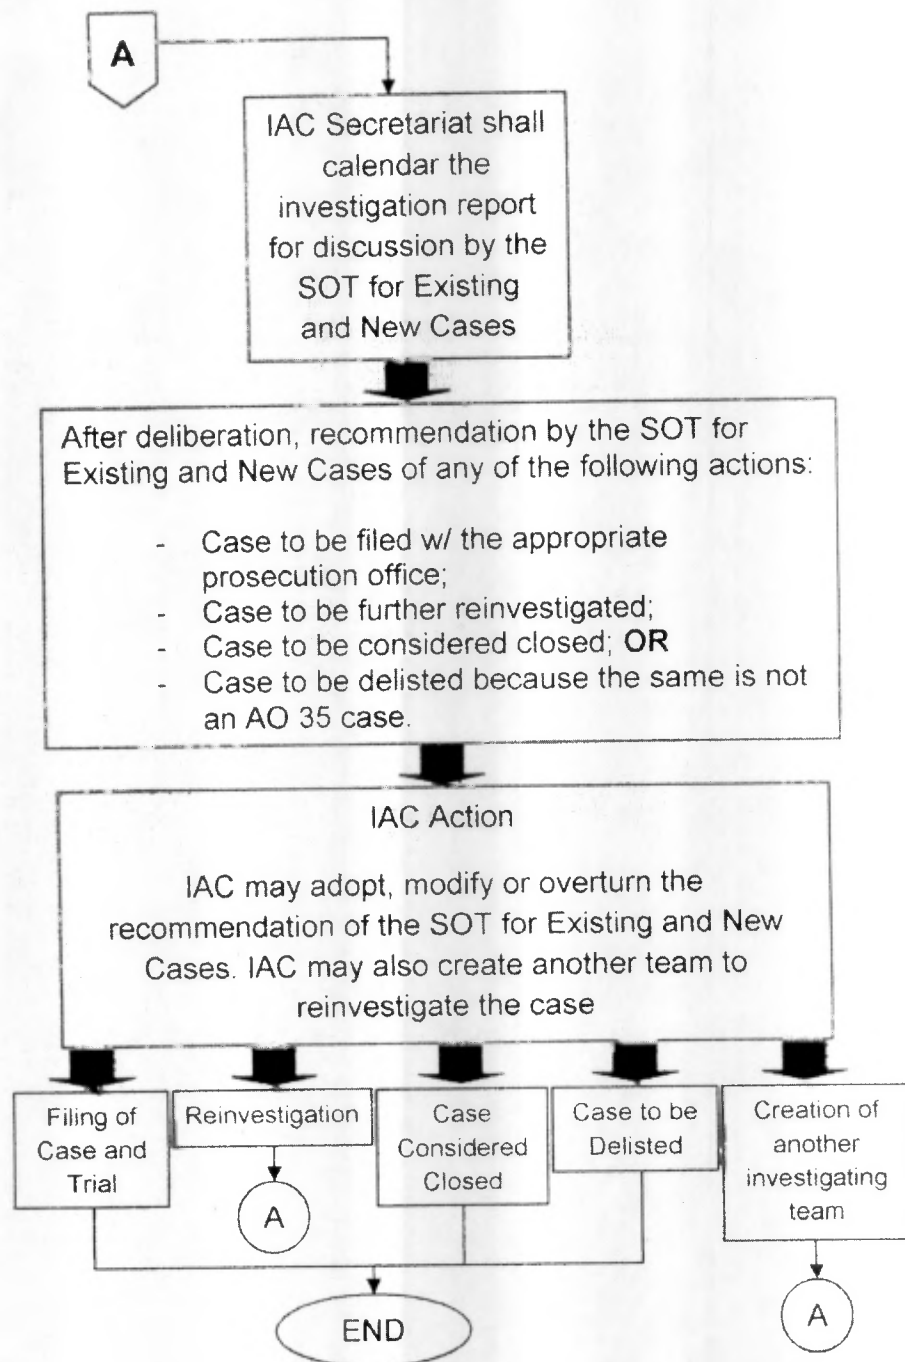 A
IAC Secretariat shall
calendar the
investigation report
for discussion by the
SOT for Existing
and New Cases
After deliberation, recommendation by the SOT for
Existing and New Cases of any of the following actions:
- Case to be filed w/ the appropriate
prosecution office;
- Case to be further reinvestigated;
- Case to be considered closed; OR
- Case to be delisted because the same is not
an AO 35 case.
IAC Action
IAC may adopt, modify or overturn the
recommendation of the SOT for Existing and New
Cases. IAC may also create another team to
reinvestigate the case
Filing of
Case and
Trial
Reinvestigation
A
Case
Considered
Closed
Case to be
Delisted
Creation of
another
investigating
team
A
END